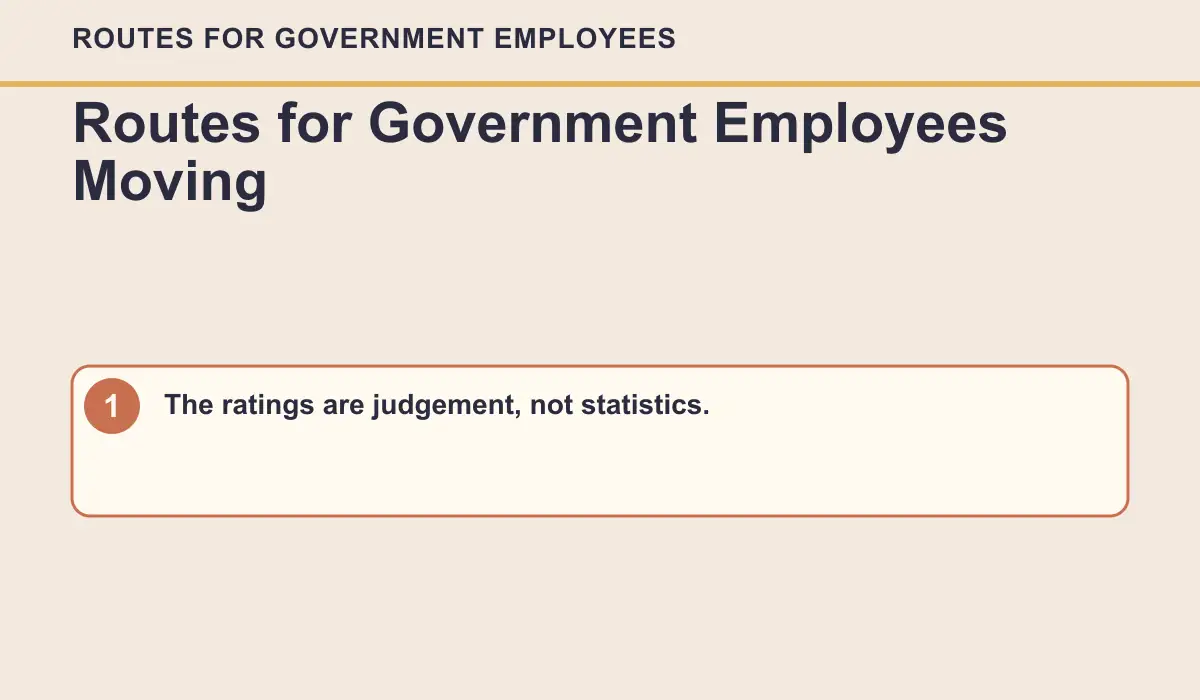 ROUTES FOR GOVERNMENT EMPLOYEES
Routes for Government Employees
Moving
1 The ratings are judgement, not statistics.